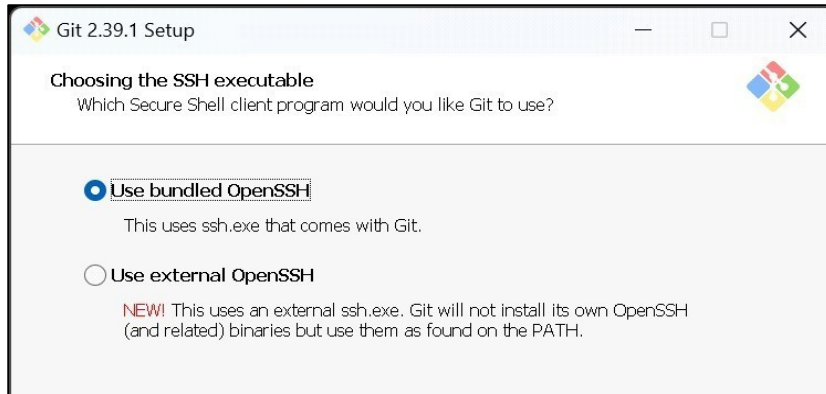 Git 2.39.1 Setup
Choosing the SSH executable
Which Secure Shell client program would you like Git to use?
Use bundled OpenSSH
This uses ssh.exe that comes with Git.
Use external OpenSSH
NEW! This uses an external ssh.exe. Git will not install its own OpenSSH
(and related) binaries but use them as found on the PATH.